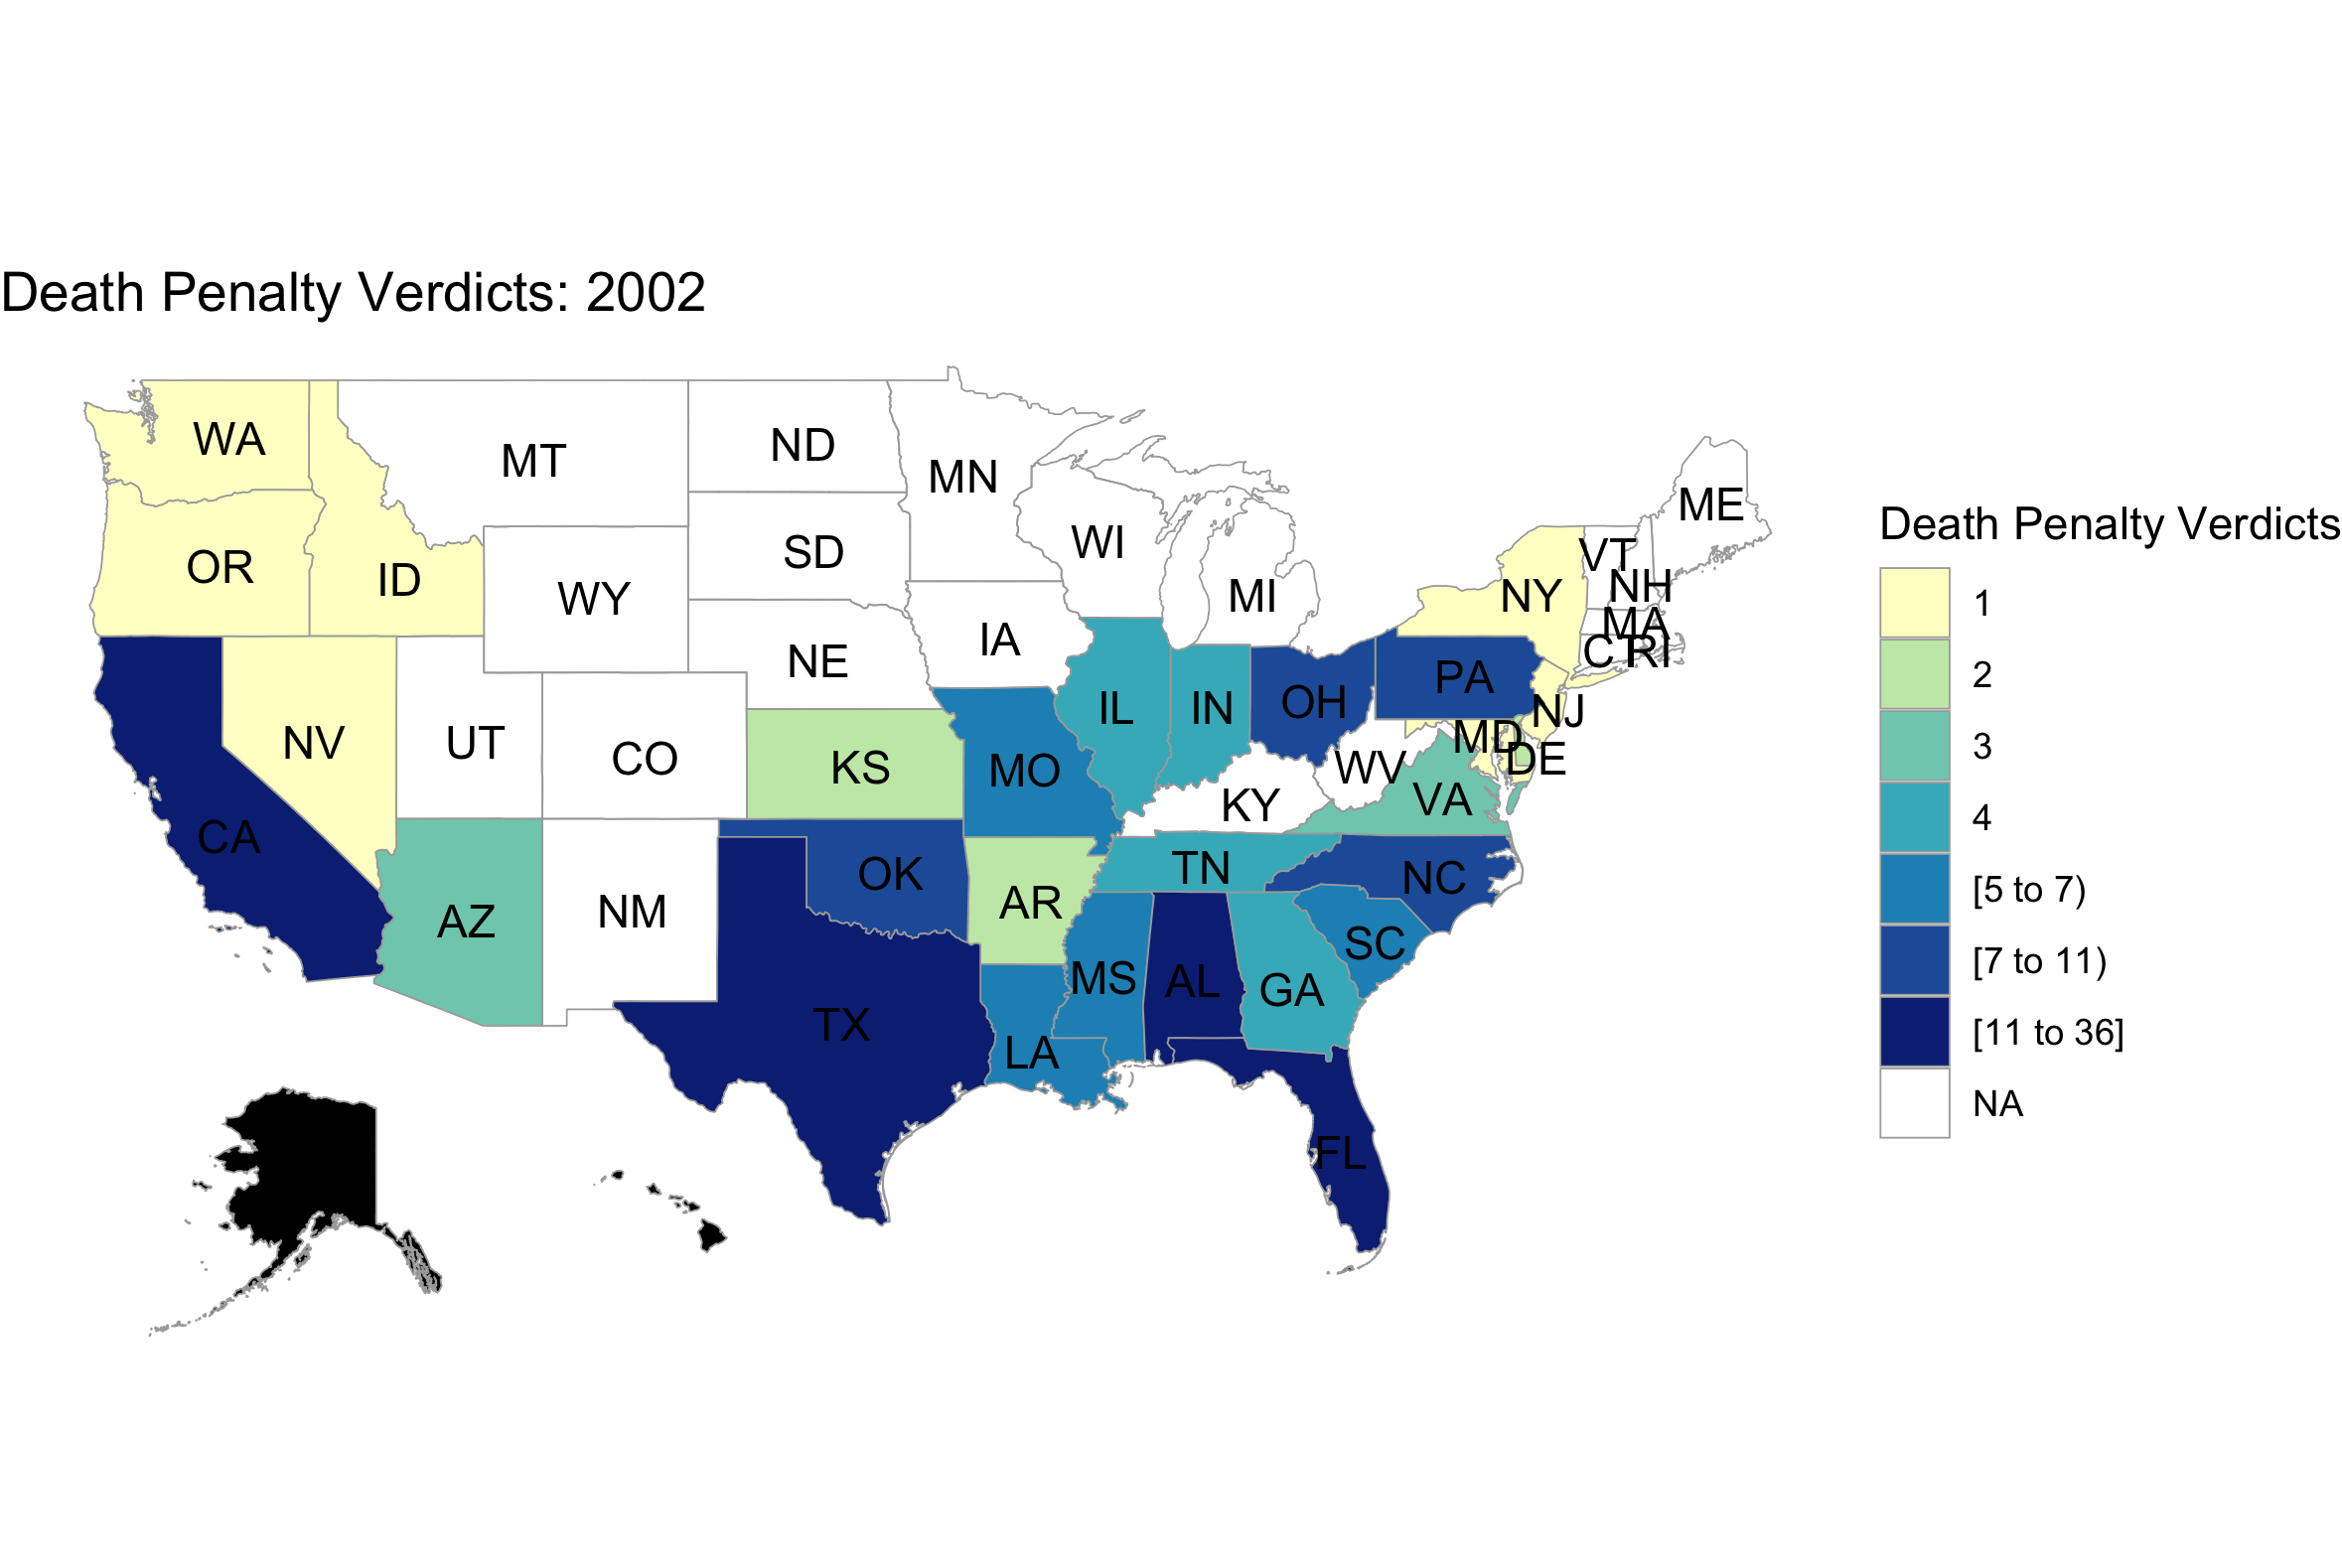 Death Penalty Verdicts: 2002
WA
MT
ND
MN
ME
OR
ID
WY
SD
WI
MI
NY
VT
NH
MA
CT
RI
NE
IA
IL
IN
OH
PA
NJ
NV
UT
CO
KS
MO
KY
WV
MD
DE
VA
CA
AZ
NM
OK
AR
TN
NC
SC
TX
LA
MS
AL
GA
FL
Death Penalty Verdicts
1
2
3
4
[5 to 7)
[7 to 11)
[11 to 36]
NA